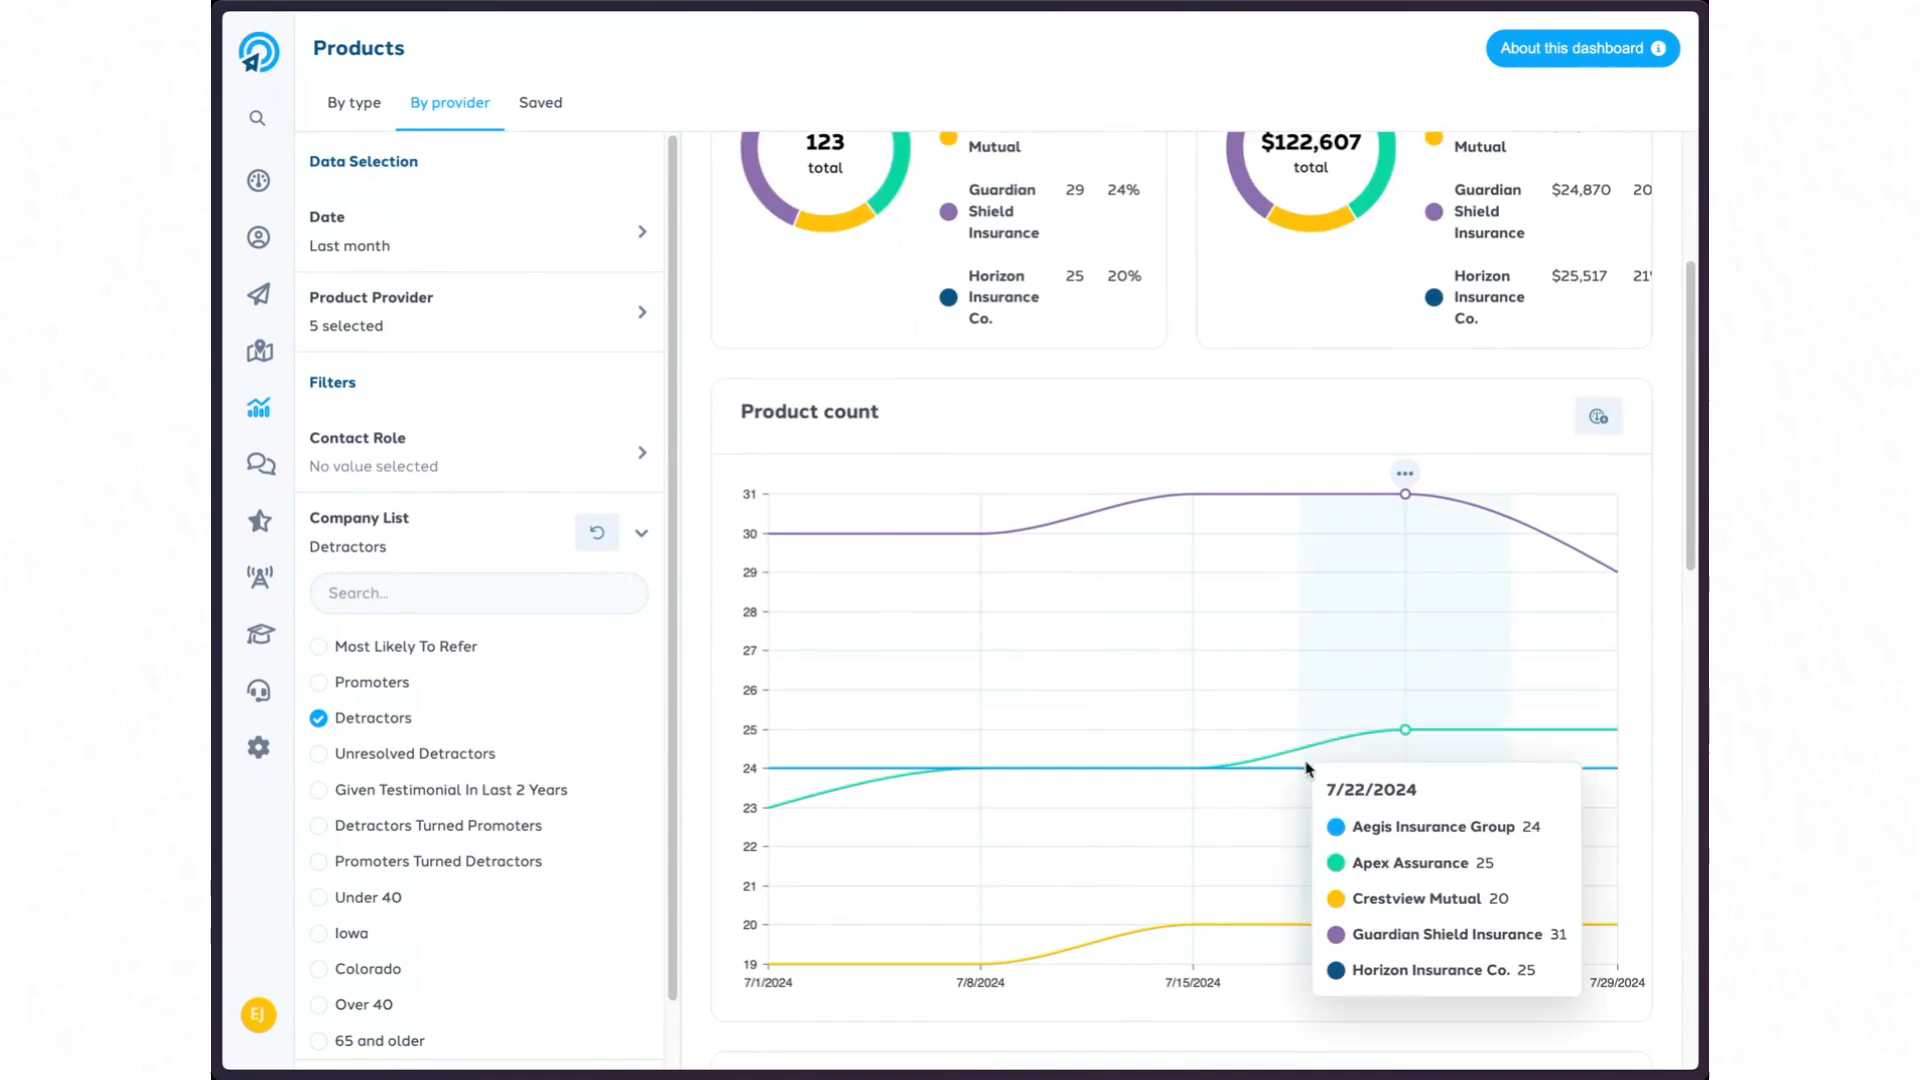 Products
About this dashboard
By type
By provider
Saved
Data Selection
Date
Last month
Product Provider
5 selected
Filters
Contact Role
No value selected
Company List
Detractors
Search...
Most Likely To Refer
Promoters
Detractors
Unresolved Detractors
Given Testimonial In Last 2 Years
Detractors Turned Promoters
Promoters Turned Detractors
Under 40
Iowa
Colorado
Over 40
65 and older
EJ
123
total
Mutual
Guardian 29 24%
Shield
Insurance
Horizon 25 20%
Insurance
Co.
$122,607
total
Mutual
Guardian $24,870 20
Shield
Insurance
Horizon $25,517 21
Insurance
Co.
Product count
31
30
29
28
27
26
25
24
23
22
21
20
19
7/1/2024
7/8/2024
7/15/2024
7/29/2024
7/22/2024
Aegis Insurance Group 24
Apex Assurance 25
Crestview Mutual 20
Guardian Shield Insurance 31
Horizon Insurance Co. 25